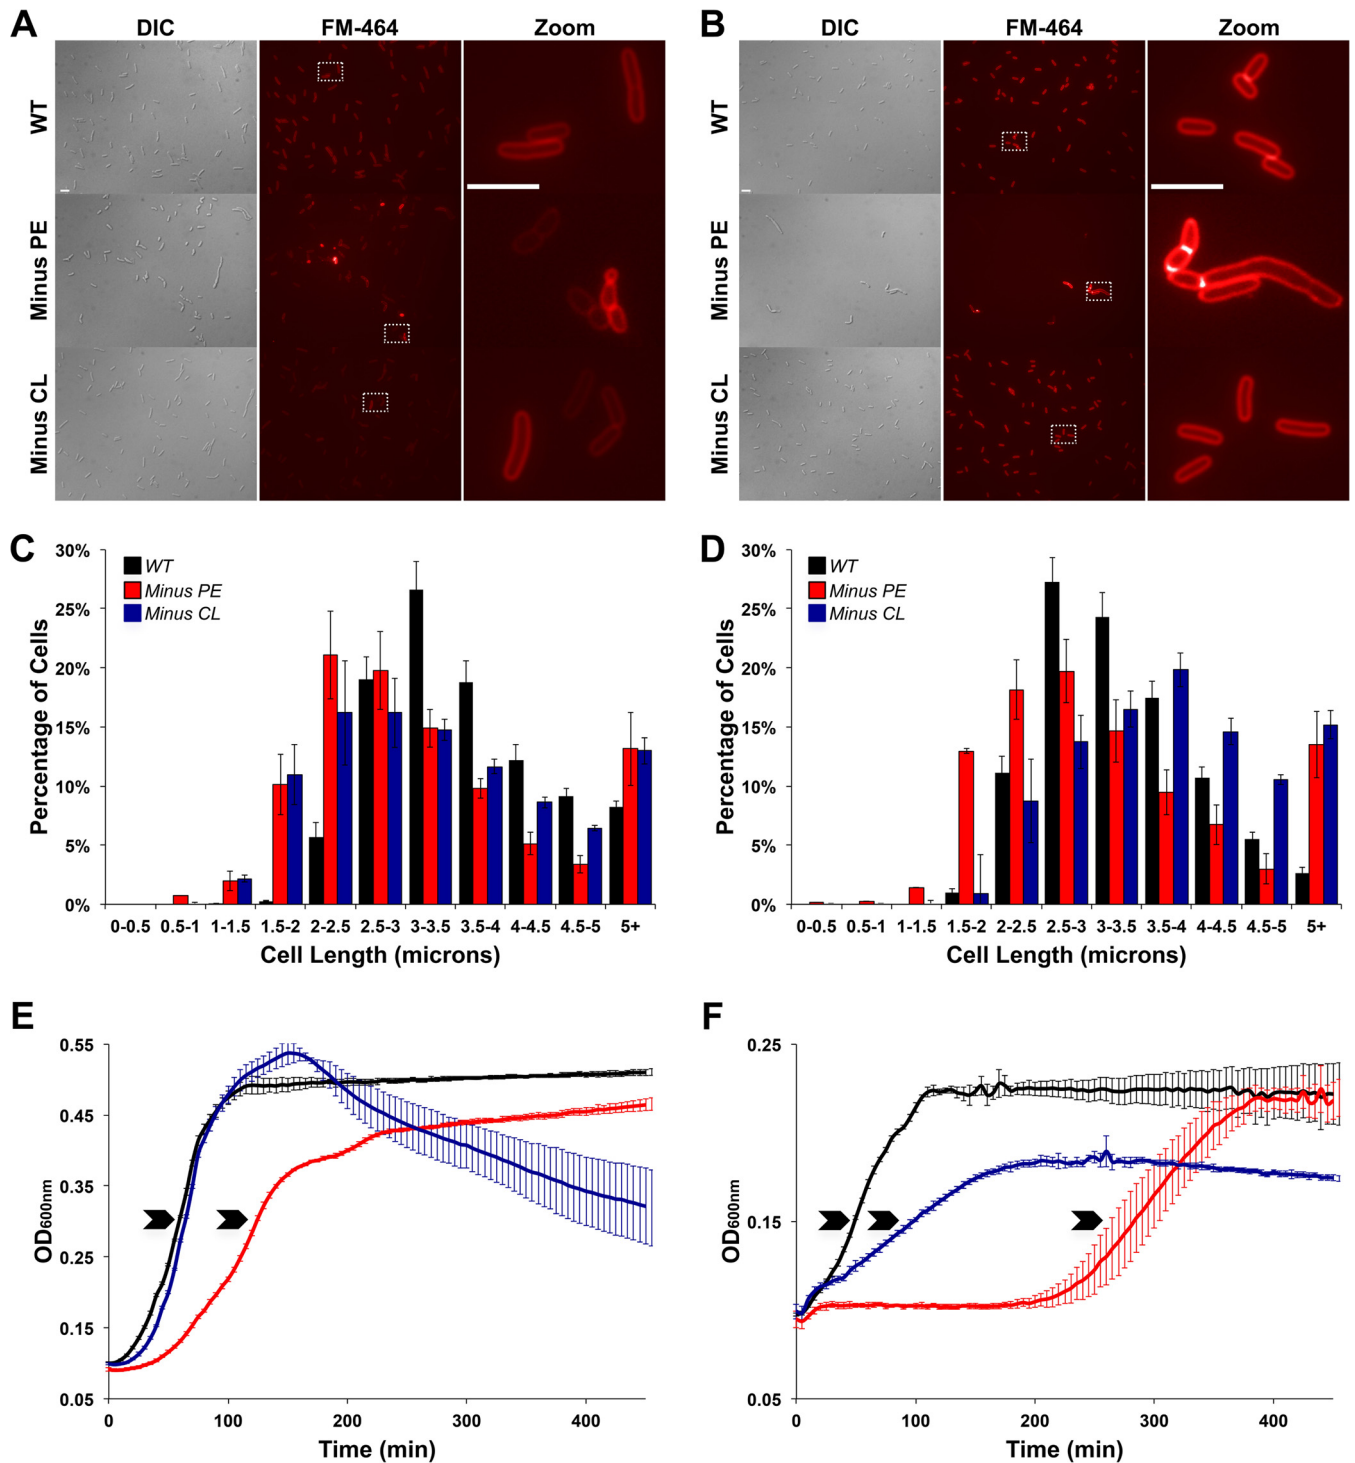 A
DIC
FM-464
Zoom
WT
Minus PE
Minus CL
B
DIC
FM-464
Zoom
WT
Minus PE
Minus CL
C
30%
25%
20%
15%
10%
5%
0%
Percentage of Cells
WT
Minus PE
Minus CL
0-0.5 0.5-1 1-1.5 1.5-2 2-2.5 2.5-3 3-3.5 3.5-4 4-4.5 4.5-5 5+
Cell Length (microns)
D
30%
25%
20%
15%
10%
5%
0%
Percentage of Cells
WT
Minus PE
Minus CL
0-0.5 0.5-1 1-1.5 1.5-2 2-2.5 2.5-3 3-3.5 3.5-4 4-4.5 4.5-5 5+
Cell Length (microns)
E
0.55
0.45
0.35
0.25
0.15
0.05
OD600nm
0 100 200 300 400
Time (min)
F
0.25
0.15
0.05
OD600nm
0 100 200 300 400
Time (min)